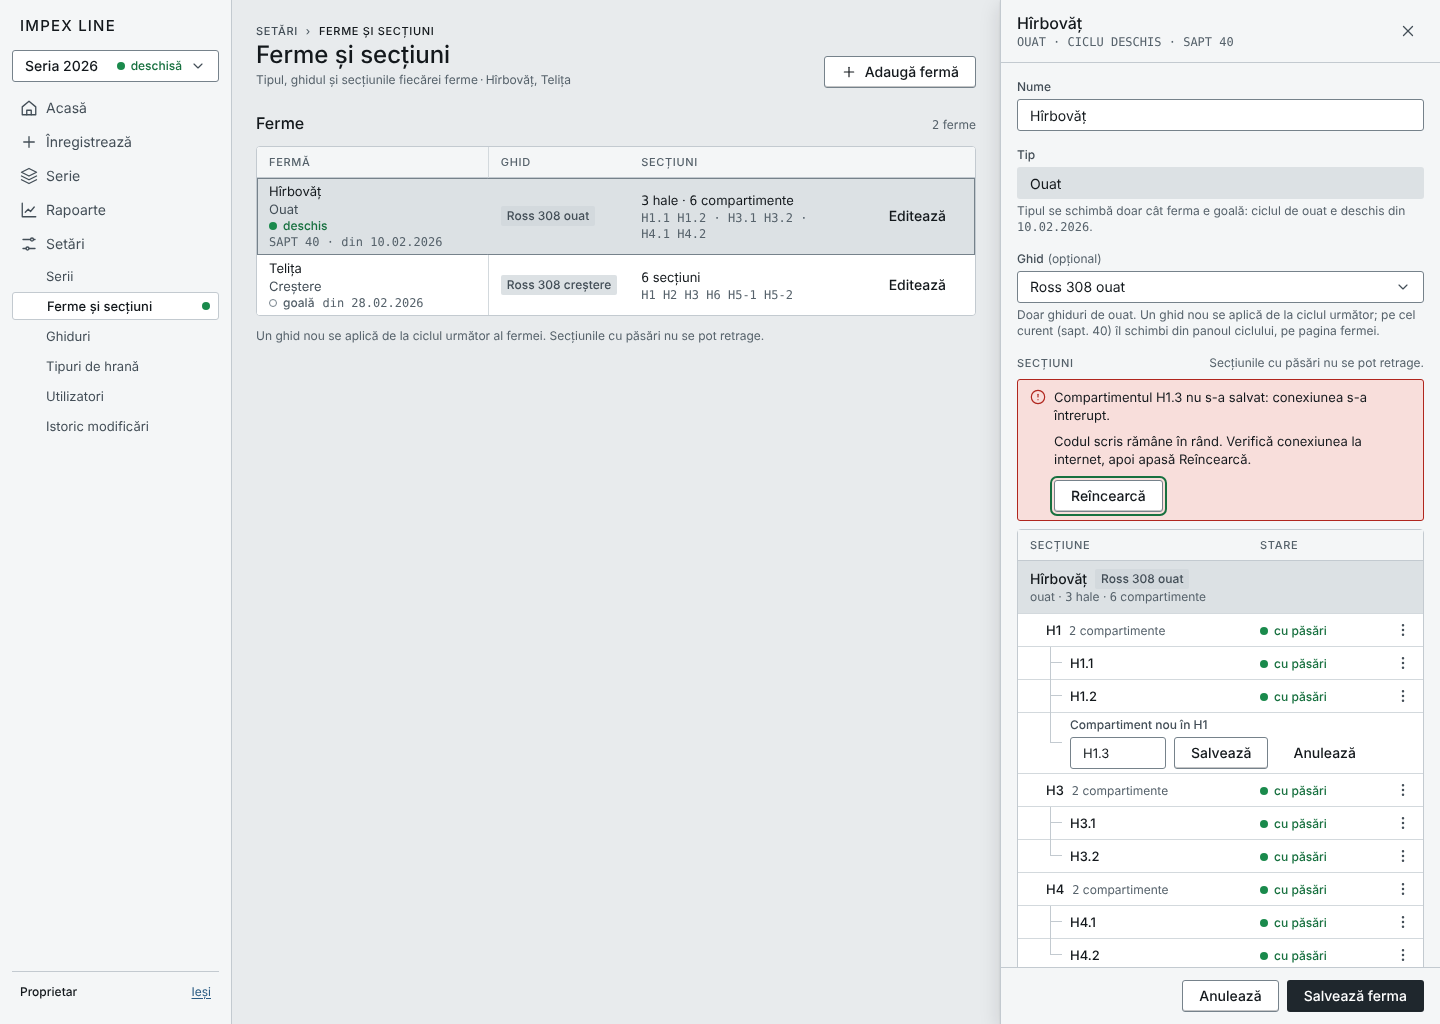 IMPEX LINE
Seria 2026 deschisă
Acasă
Înregistrează
Serie
Rapoarte
Setări
Serii
Ferme și secțiuni
Ghiduri
Tipuri de hrană
Utilizatori
Istoric modificări
Proprietar Ieși
SETĂRI › FERME ȘI SECȚIUNI
Ferme și secțiuni
Tipul, ghidul și secțiunile fiecărei ferme · Hîrbovăț, Telița
Adaugă fermă
Ferme 2 ferme
FERMĂ GHID SECȚIUNI
Hîrbovăț
Ouat
deschis
SAPT 40 · din 10.02.2026
Ross 308 ouat
3 hale · 6 compartimente
H1.1 H1.2 · H3.1 H3.2 ·
H4.1 H4.2
Editează
Telița
Creștere
goală din 28.02.2026
Ross 308 creștere
6 secțiuni
H1 H2 H3 H6 H5-1 H5-2
Editează
Un ghid nou se aplică de la ciclul următor al fermei. Secțiunile cu păsări nu se pot retrage.
Hîrbovăț
OUAT · CICLU DESCHIS · SAPT 40
Nume
Hîrbovăț
Tip
Ouat
Tipul se schimbă doar cât ferma e goală: ciclul de ouat e deschis din
10.02.2026.
Ghid (opțional)
Ross 308 ouat
Doar ghiduri de ouat. Un ghid nou se aplică de la ciclul următor; pe cel
curent (sapt. 40) îl schimbi din panoul ciclului, pe pagina fermei.
SECȚIUNI Secțiunile cu păsări nu se pot retrage.
Compartimentul H1.3 nu s-a salvat: conexiunea s-a
întrerupt.
Codul scris rămâne în rând. Verifică conexiunea la
internet, apoi apasă Reîncearcă.
Reîncearcă
SECȚIUNE STARE
Hîrbovăț Ross 308 ouat
ouat · 3 hale · 6 compartimente
H1 2 compartimente cu păsări
H1.1 cu păsări
H1.2 cu păsări
Compartiment nou în H1
H1.3 Salvează Anulează
H3 2 compartimente cu păsări
H3.1 cu păsări
H3.2 cu păsări
H4 2 compartimente cu păsări
H4.1 cu păsări
H4.2 cu păsări
Anulează Salvează ferma